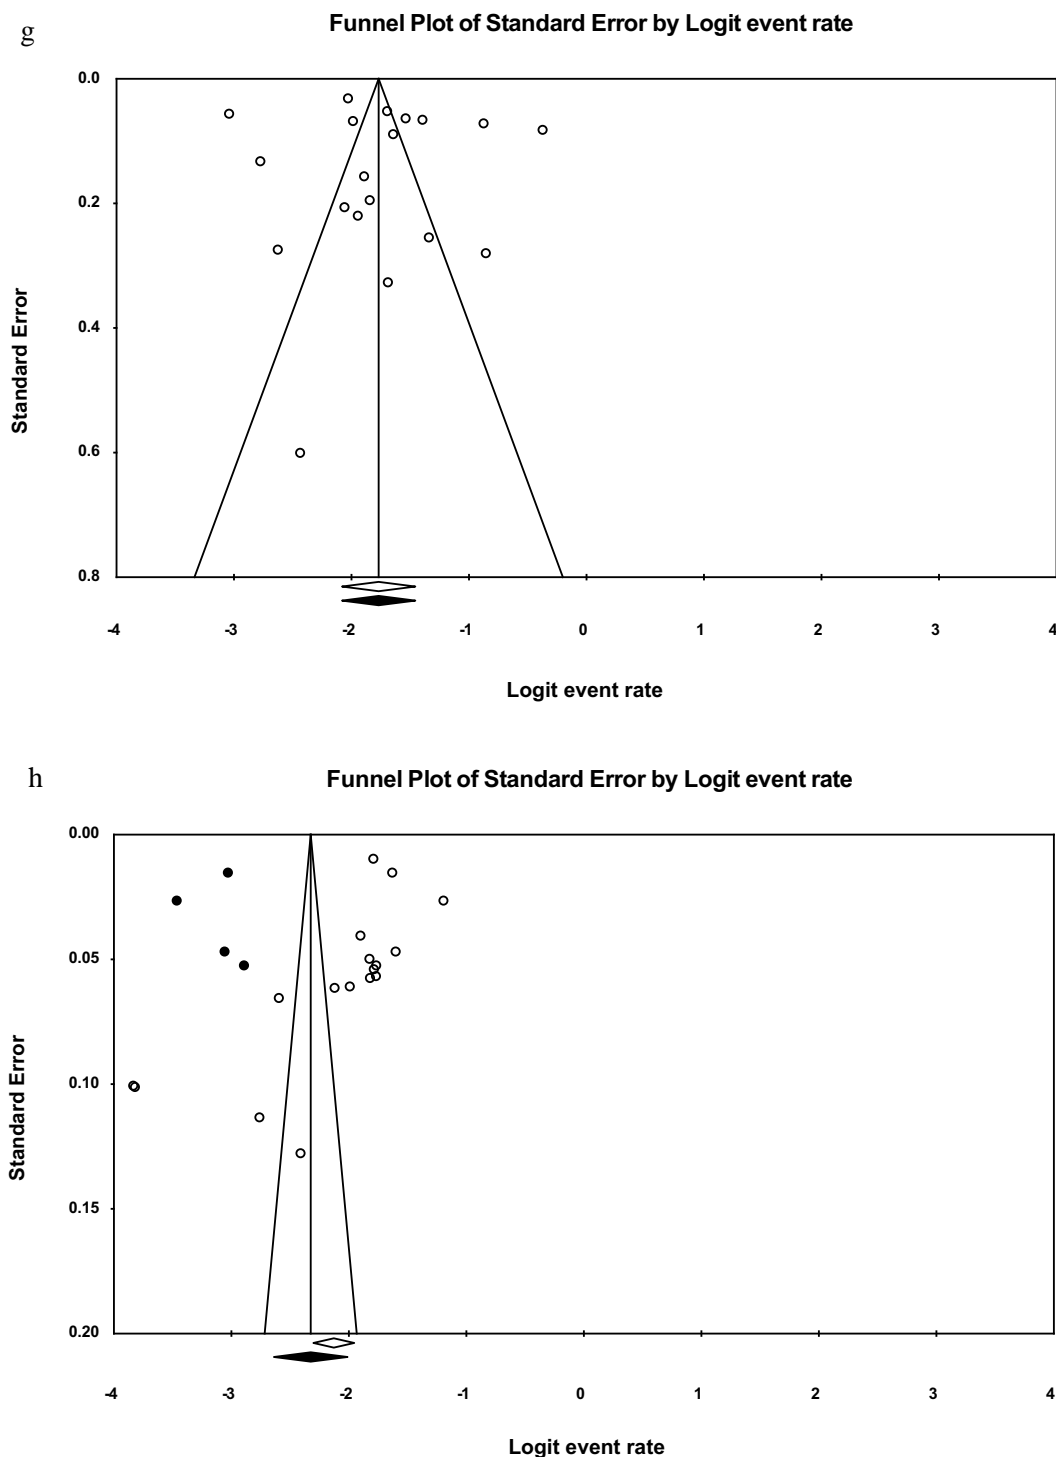 g
Funnel Plot of Standard Error by Logit event rate
0.0
0.2
0.4
0.6
0.8
Standard Error
-4 -3 -2 -1 0 1 2 3 4
Logit event rate
h
Funnel Plot of Standard Error by Logit event rate
0.00
0.05
0.10
0.15
0.20
Standard Error
-4 -3 -2 -1 0 1 2 3 4
Logit event rate